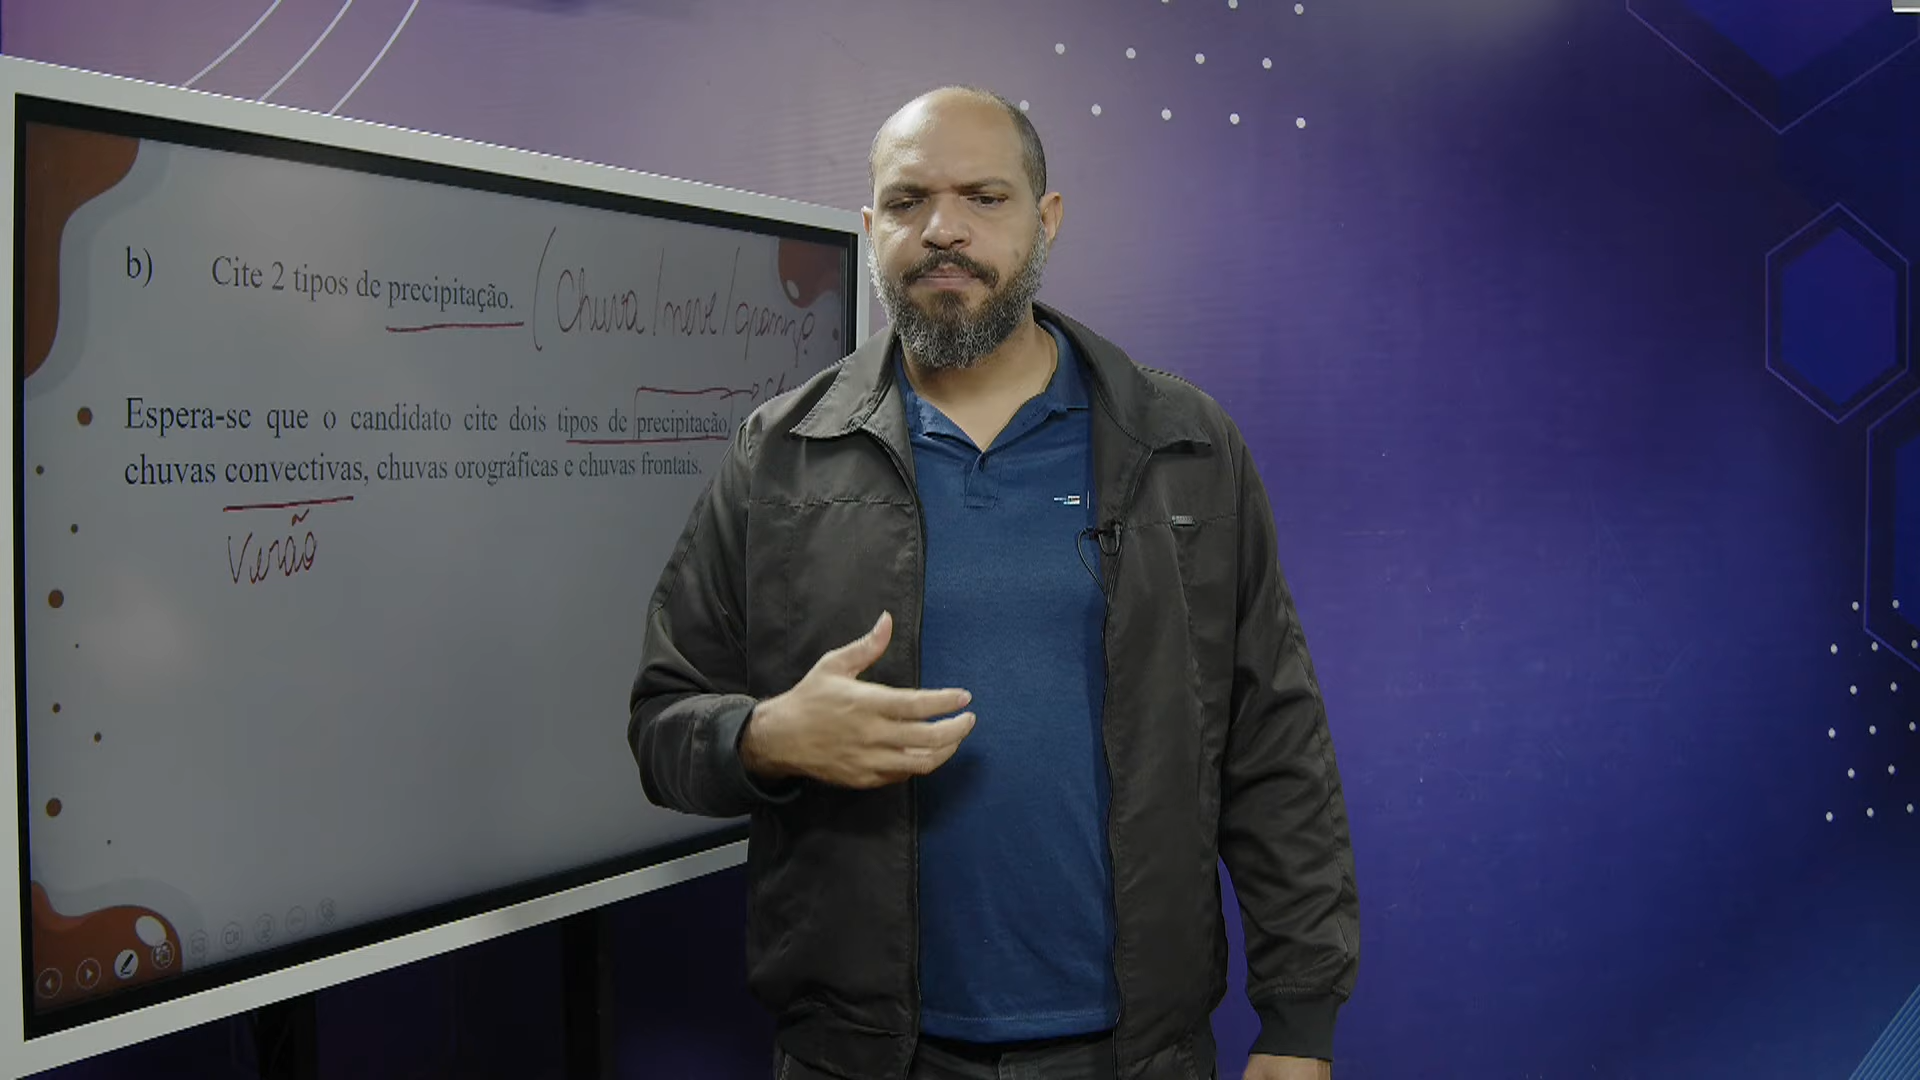 b) Cite 2 tipos de precipitação. (Chuva/neve/granizo
Espera-se que o candidato cite dois tipos de precipitação,
chuvas convectivas, chuvas orográficas e chuvas frontais.
Verão